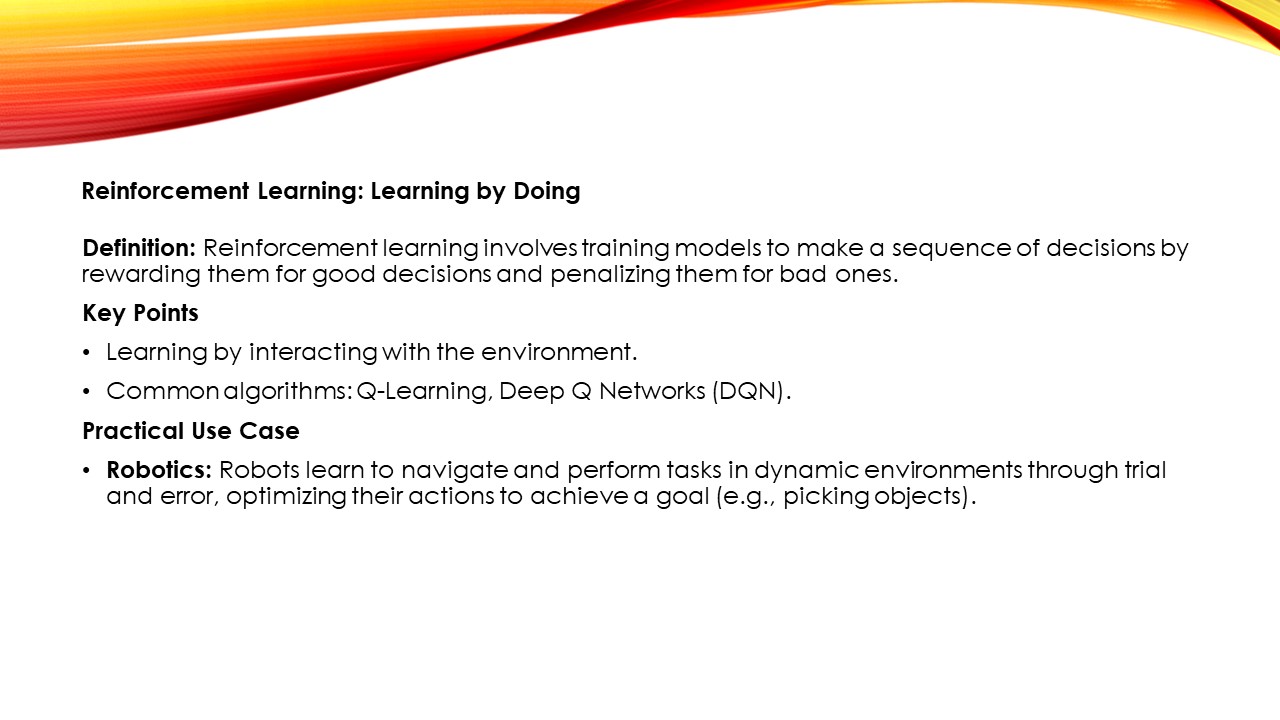 Reinforcement Learning: Learning by Doing
Definition: Reinforcement learning involves training models to make a sequence of decisions by
rewarding them for good decisions and penalizing them for bad ones.
Key Points
• Learning by interacting with the environment.
• Common algorithms: Q-Learning, Deep Q Networks (DQN).
Practical Use Case
• Robotics: Robots learn to navigate and perform tasks in dynamic environments through trial
and error, optimizing their actions to achieve a goal (e.g., picking objects).